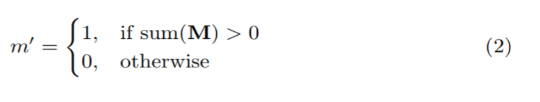 m′ = { 1, if sum(M) > 0
0, otherwise (2)